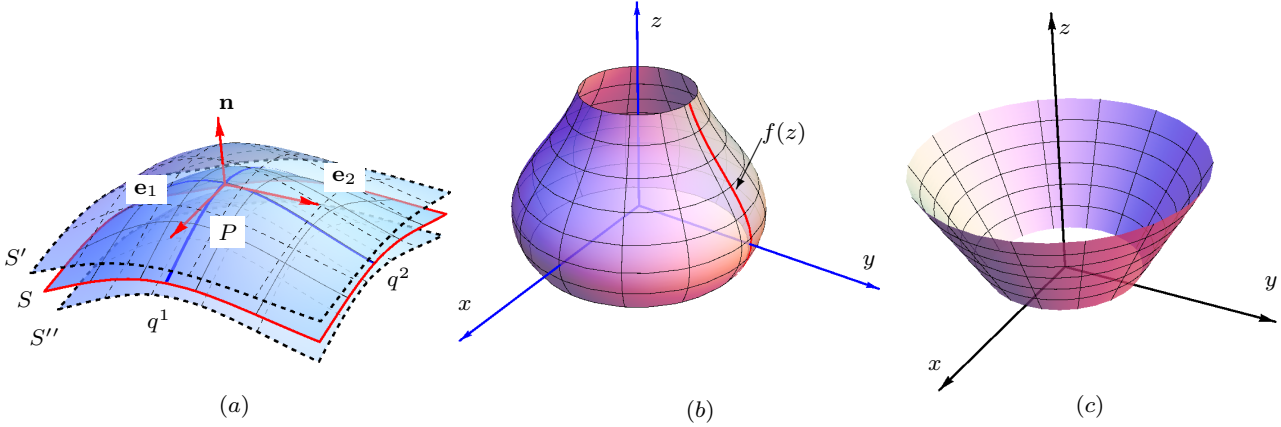 n
e₁
e₂
P
S′
S
S′′
q¹
q²
(a)
z
f(z)
y
x
(b)
z
y
x
(c)